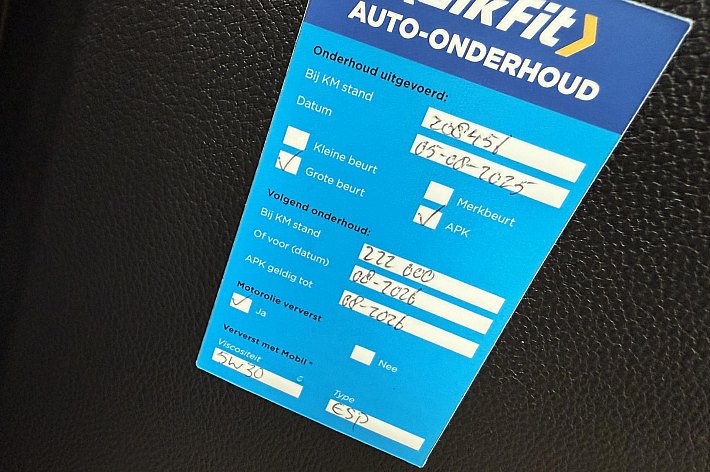 KwikFit
AUTO-ONDERHOUD
Onderhoud uitgevoerd:
Bij KM stand 208451
Datum 05-08-2025
Kleine beurt Merkbeurt
Grote beurt APK
Volgend onderhoud:
Bij KM stand 222 000
Of voor (datum) 08-2026
APK geldig tot 08-2026
Motorolie ververst
Ja Nee
Ververst met Mobil™
Viscositeit Type
5W30 ESP